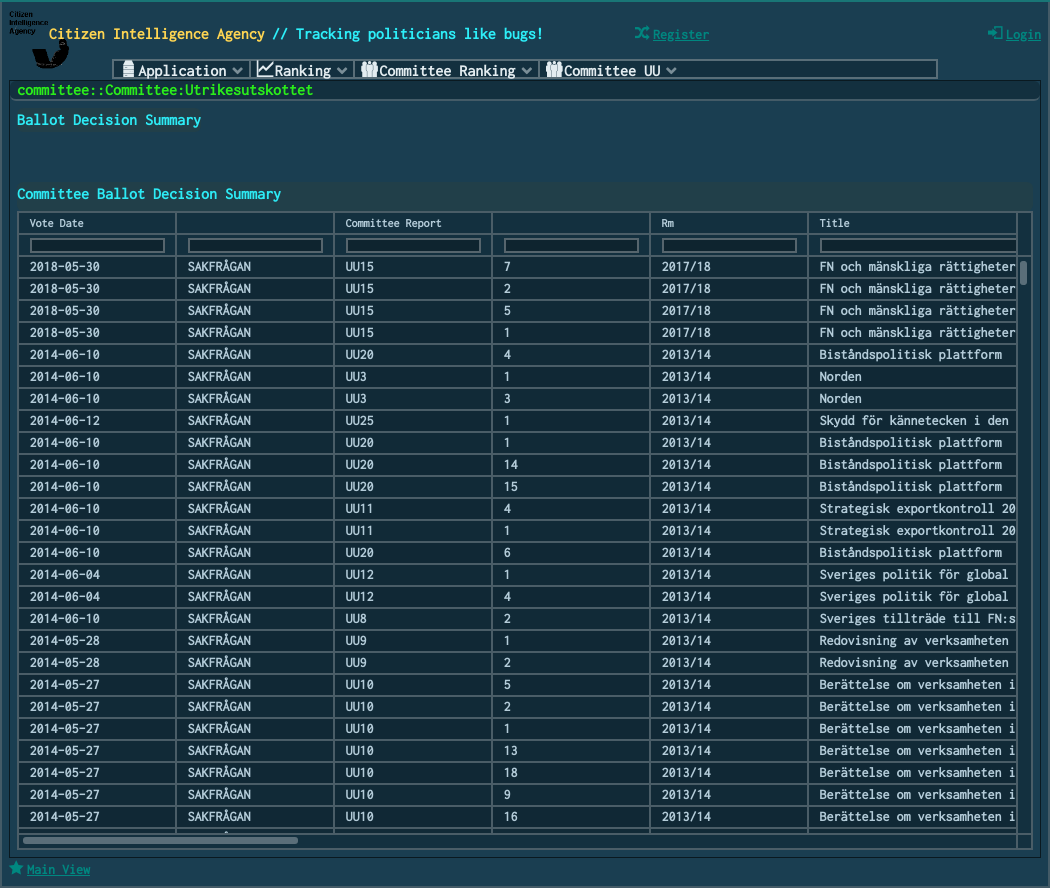 Citizen
Intelligence
Agency
Citizen Intelligence Agency // Tracking politicians like bugs!
Register
Login
Application Ranking Committee Ranking Committee UU
committee::Committee:Utrikesutskottet
Ballot Decision Summary
Committee Ballot Decision Summary
Vote Date Committee Report Rm Title
2018-05-30 SAKFRÅGAN UU15 7 2017/18 FN och mänskliga rättigheter
2018-05-30 SAKFRÅGAN UU15 2 2017/18 FN och mänskliga rättigheter
2018-05-30 SAKFRÅGAN UU15 5 2017/18 FN och mänskliga rättigheter
2018-05-30 SAKFRÅGAN UU15 1 2017/18 FN och mänskliga rättigheter
2014-06-10 SAKFRÅGAN UU20 4 2013/14 Biståndspolitisk plattform
2014-06-10 SAKFRÅGAN UU3 1 2013/14 Norden
2014-06-10 SAKFRÅGAN UU3 3 2013/14 Norden
2014-06-12 SAKFRÅGAN UU25 1 2013/14 Skydd för kännetecken i den
2014-06-10 SAKFRÅGAN UU20 1 2013/14 Biståndspolitisk plattform
2014-06-10 SAKFRÅGAN UU20 14 2013/14 Biståndspolitisk plattform
2014-06-10 SAKFRÅGAN UU20 15 2013/14 Biståndspolitisk plattform
2014-06-10 SAKFRÅGAN UU11 4 2013/14 Strategisk exportkontroll 20
2014-06-10 SAKFRÅGAN UU11 1 2013/14 Strategisk exportkontroll 20
2014-06-10 SAKFRÅGAN UU20 6 2013/14 Biståndspolitisk plattform
2014-06-04 SAKFRÅGAN UU12 1 2013/14 Sveriges politik för global
2014-06-04 SAKFRÅGAN UU12 4 2013/14 Sveriges politik för global
2014-06-10 SAKFRÅGAN UU8 2 2013/14 Sveriges tillträde till FN:s
2014-05-28 SAKFRÅGAN UU9 1 2013/14 Redovisning av verksamheten
2014-05-28 SAKFRÅGAN UU9 2 2013/14 Redovisning av verksamheten
2014-05-27 SAKFRÅGAN UU10 5 2013/14 Berättelse om verksamheten i
2014-05-27 SAKFRÅGAN UU10 2 2013/14 Berättelse om verksamheten i
2014-05-27 SAKFRÅGAN UU10 1 2013/14 Berättelse om verksamheten i
2014-05-27 SAKFRÅGAN UU10 13 2013/14 Berättelse om verksamheten i
2014-05-27 SAKFRÅGAN UU10 18 2013/14 Berättelse om verksamheten i
2014-05-27 SAKFRÅGAN UU10 9 2013/14 Berättelse om verksamheten i
2014-05-27 SAKFRÅGAN UU10 16 2013/14 Berättelse om verksamheten i
Main View